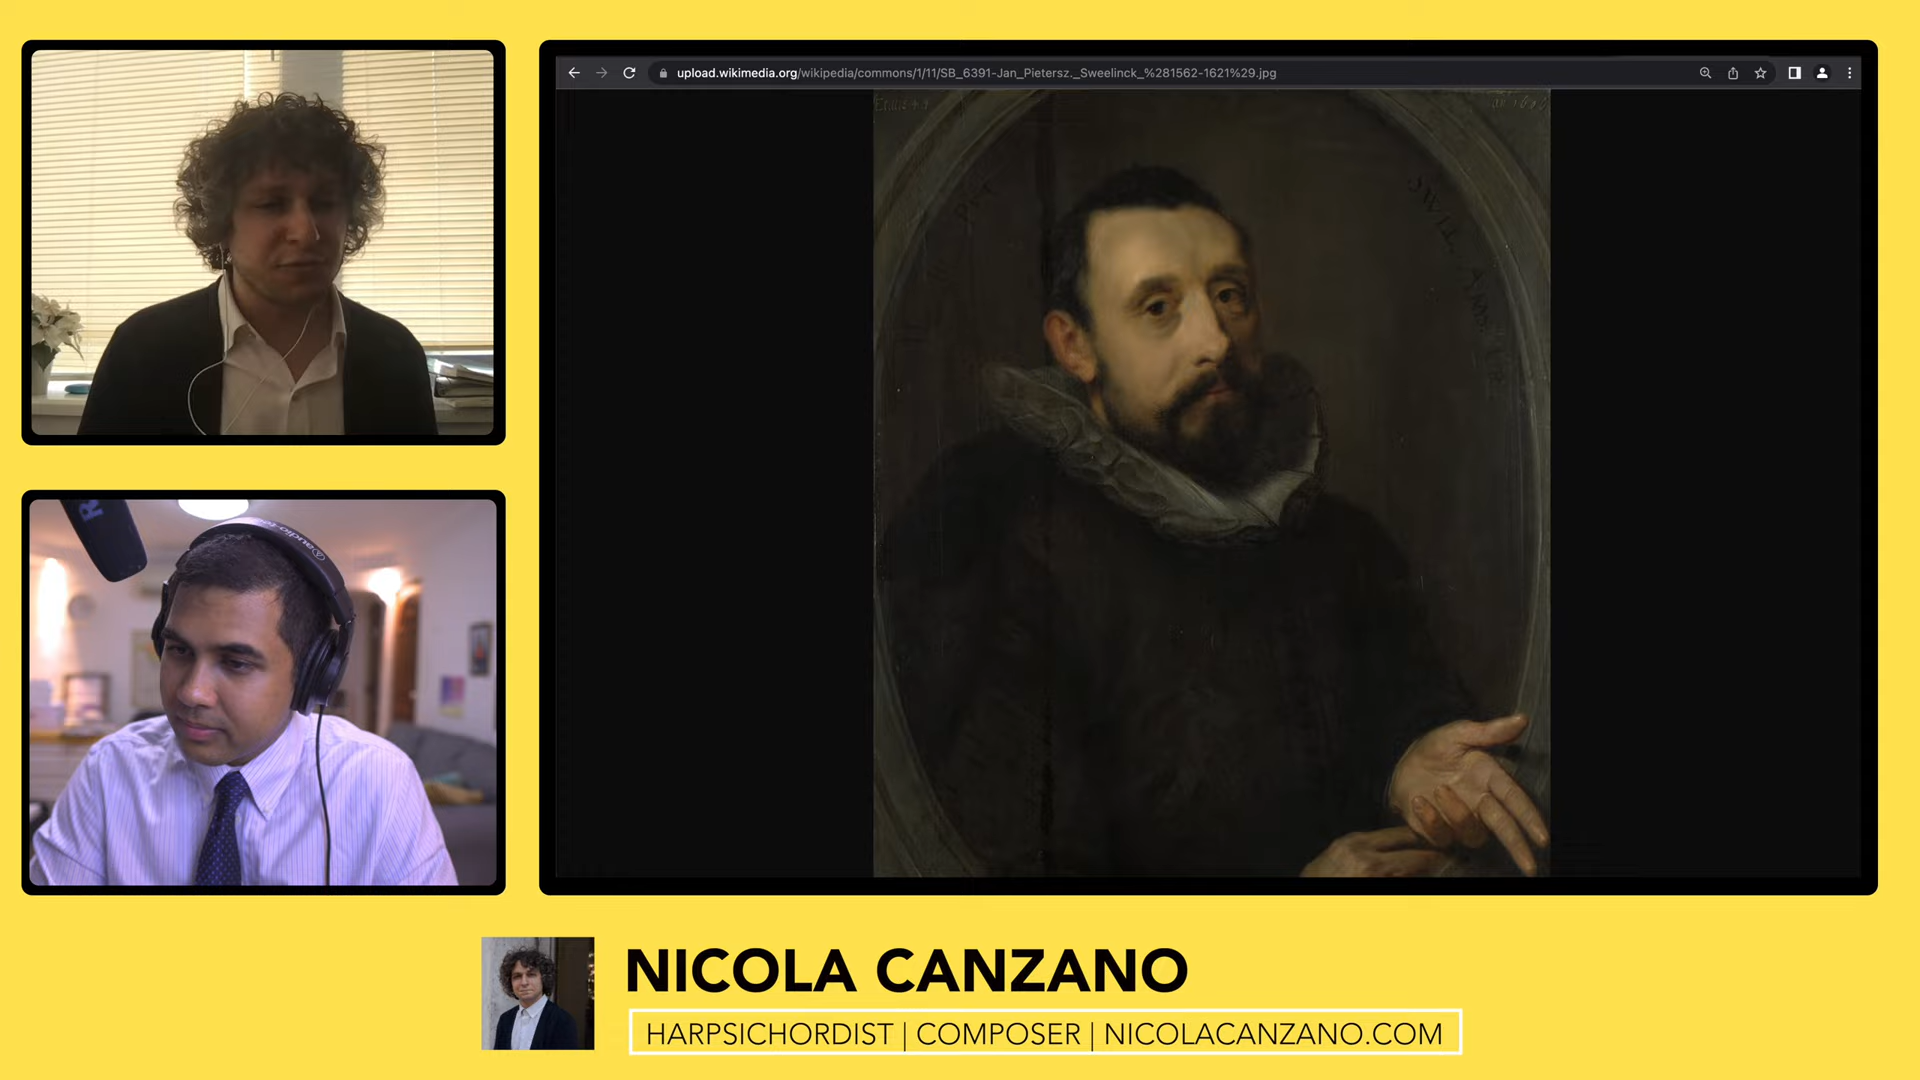 upload.wikimedia.org/wikipedia/commons/1/11/SB_6391-Jan_Pietersz._Sweelinck_%281562-1621%29.jpg
NICOLA CANZANO
HARPSICHORDIST | COMPOSER | NICOLACANZANO.COM